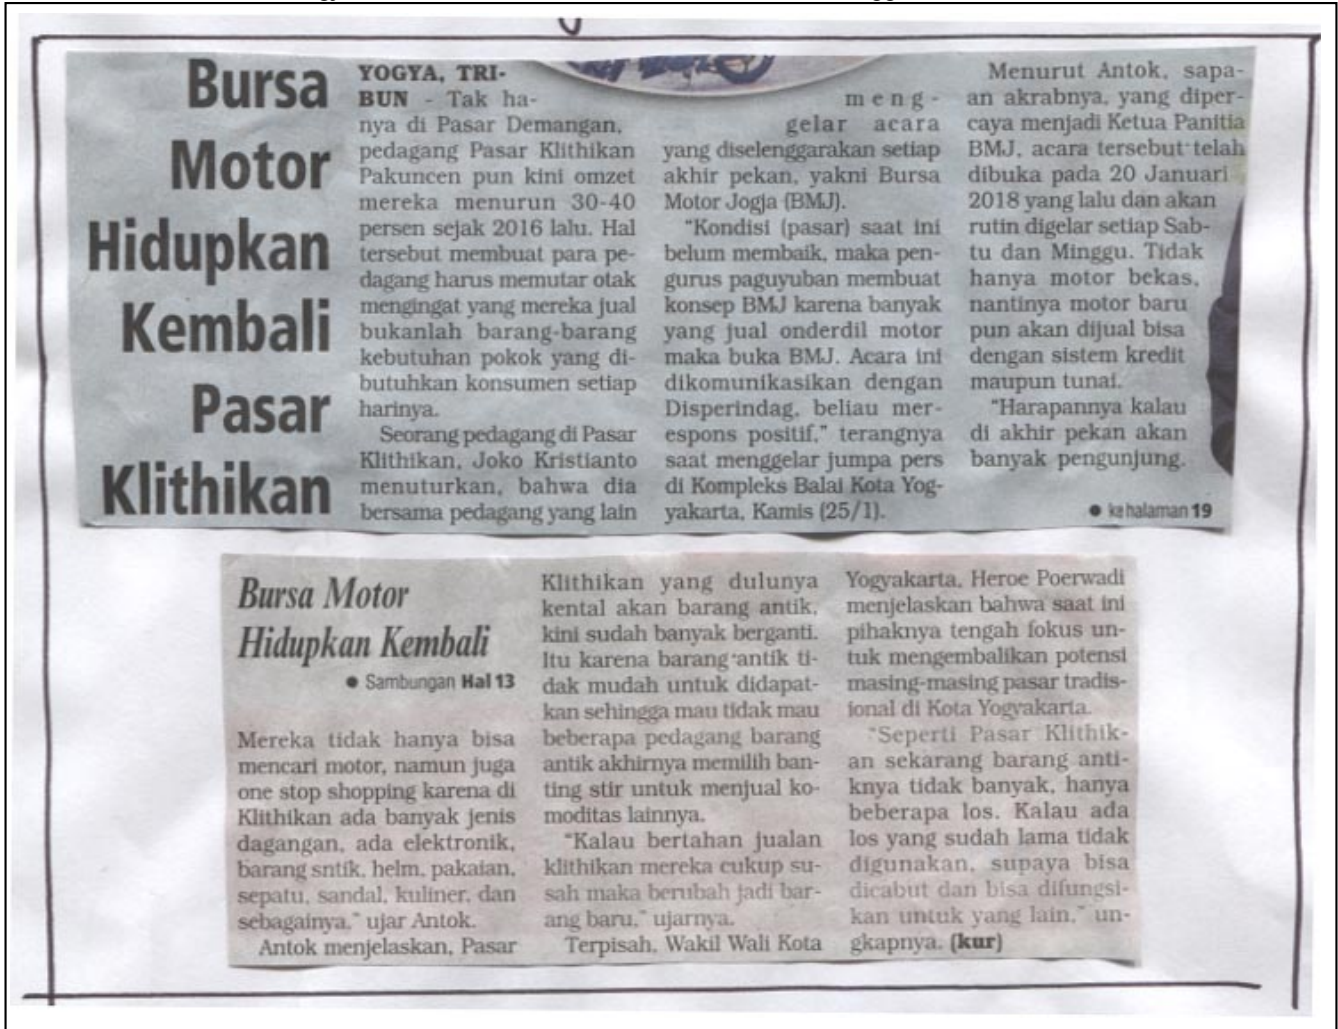 Bursa
Motor
Hidupkan
Kembali
Pasar
Klithikan
YOGYA, TRI-
BUN - Tak ha-
nya di Pasar Demangan,
pedagang Pasar Klithikan
Pakuncen pun kini omzet
mereka menurun 30-40
persen sejak 2016 lalu. Hal
tersebut membuat para pe-
dagang harus memutar otak
mengingat yang mereka jual
bukanlah barang-barang
kebutuhan pokok yang di-
butuhkan konsumen setiap
harinya.
Seorang pedagang di Pasar
Klithikan, Joko Kristianto
menuturkan, bahwa dia
bersama pedagang yang lain
meng-
gelar acara
yang diselenggarakan setiap
akhir pekan, yakni Bursa
Motor Jogja (BMJ).
"Kondisi (pasar) saat ini
belum membaik, maka pen-
gurus paguyuban membuat
konsep BMJ karena banyak
yang jual onderdil motor
maka buka BMJ. Acara ini
dikomunikasikan dengan
Disperindag, beliau mer-
espons positif," terangnya
saat menggelar jumpa pers
di Kompleks Balai Kota Yog-
yakarta, Kamis (25/1).
Menurut Antok, sapa-
an akrabnya, yang diper-
caya menjadi Ketua Panitia
BMJ, acara tersebut telah
dibuka pada 20 Januari
2018 yang lalu dan akan
rutin digelar setiap Sab-
tu dan Minggu. Tidak
hanya motor bekas,
nantinya motor baru
pun akan dijual bisa
dengan sistem kredit
maupun tunai.
"Harapannya kalau
di akhir pekan akan
banyak pengunjung.
● ke halaman 19
Bursa Motor
Hidupkan Kembali
● Sambungan Hal 13
Mereka tidak hanya bisa
mencari motor, namun juga
one stop shopping karena di
Klithikan ada banyak jenis
dagangan, ada elektronik,
barang sntik, helm, pakaian,
sepatu, sandal, kuliner, dan
sebagainya," ujar Antok.
Antok menjelaskan, Pasar
Klithikan yang dulunya
kental akan barang antik,
kini sudah banyak berganti.
Itu karena barang antik ti-
dak mudah untuk didapat-
kan sehingga mau tidak mau
beberapa pedagang barang
antik akhirnya memilih ban-
ting stir untuk menjual ko-
moditas lainnya.
"Kalau bertahan jualan
klithikan mereka cukup su-
sah maka berubah jadi bar-
ang baru," ujarnya.
Terpisah, Wakil Wali Kota
Yogyakarta, Heroe Poerwadi
menjelaskan bahwa saat ini
pihaknya tengah fokus un-
tuk mengembalikan potensi
masing-masing pasar tradis-
ional di Kota Yogyakarta.
"Seperti Pasar Klithik-
an sekarang barang anti-
knya tidak banyak, hanya
beberapa los. Kalau ada
los yang sudah lama tidak
digunakan, supaya bisa
dicabut dan bisa difungsi-
kan untuk yang lain," un-
gkapnya. (kur)